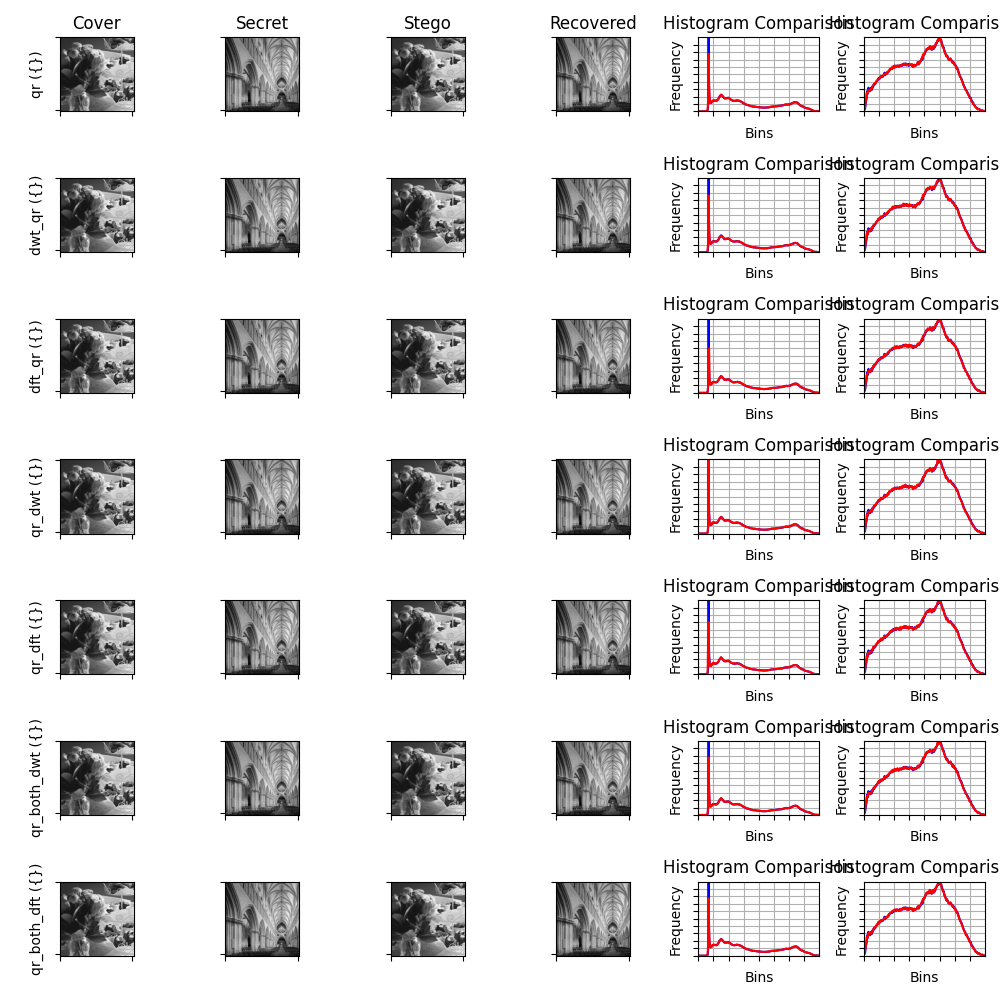 Cover Secret Stego Recovered Histogram Comparison Histogram Comparis
qr ({}) Frequency Frequency
Bins Bins
Histogram Comparison Histogram Comparis
dwt_qr ({}) Frequency Frequency
Bins Bins
Histogram Comparison Histogram Comparis
dft_qr ({}) Frequency Frequency
Bins Bins
Histogram Comparison Histogram Comparis
qr_dwt ({}) Frequency Frequency
Bins Bins
Histogram Comparison Histogram Comparis
qr_dft ({}) Frequency Frequency
Bins Bins
Histogram Comparison Histogram Comparis
qr_both_dwt ({}) Frequency Frequency
Bins Bins
Histogram Comparison Histogram Comparis
qr_both_dft ({}) Frequency Frequency
Bins Bins